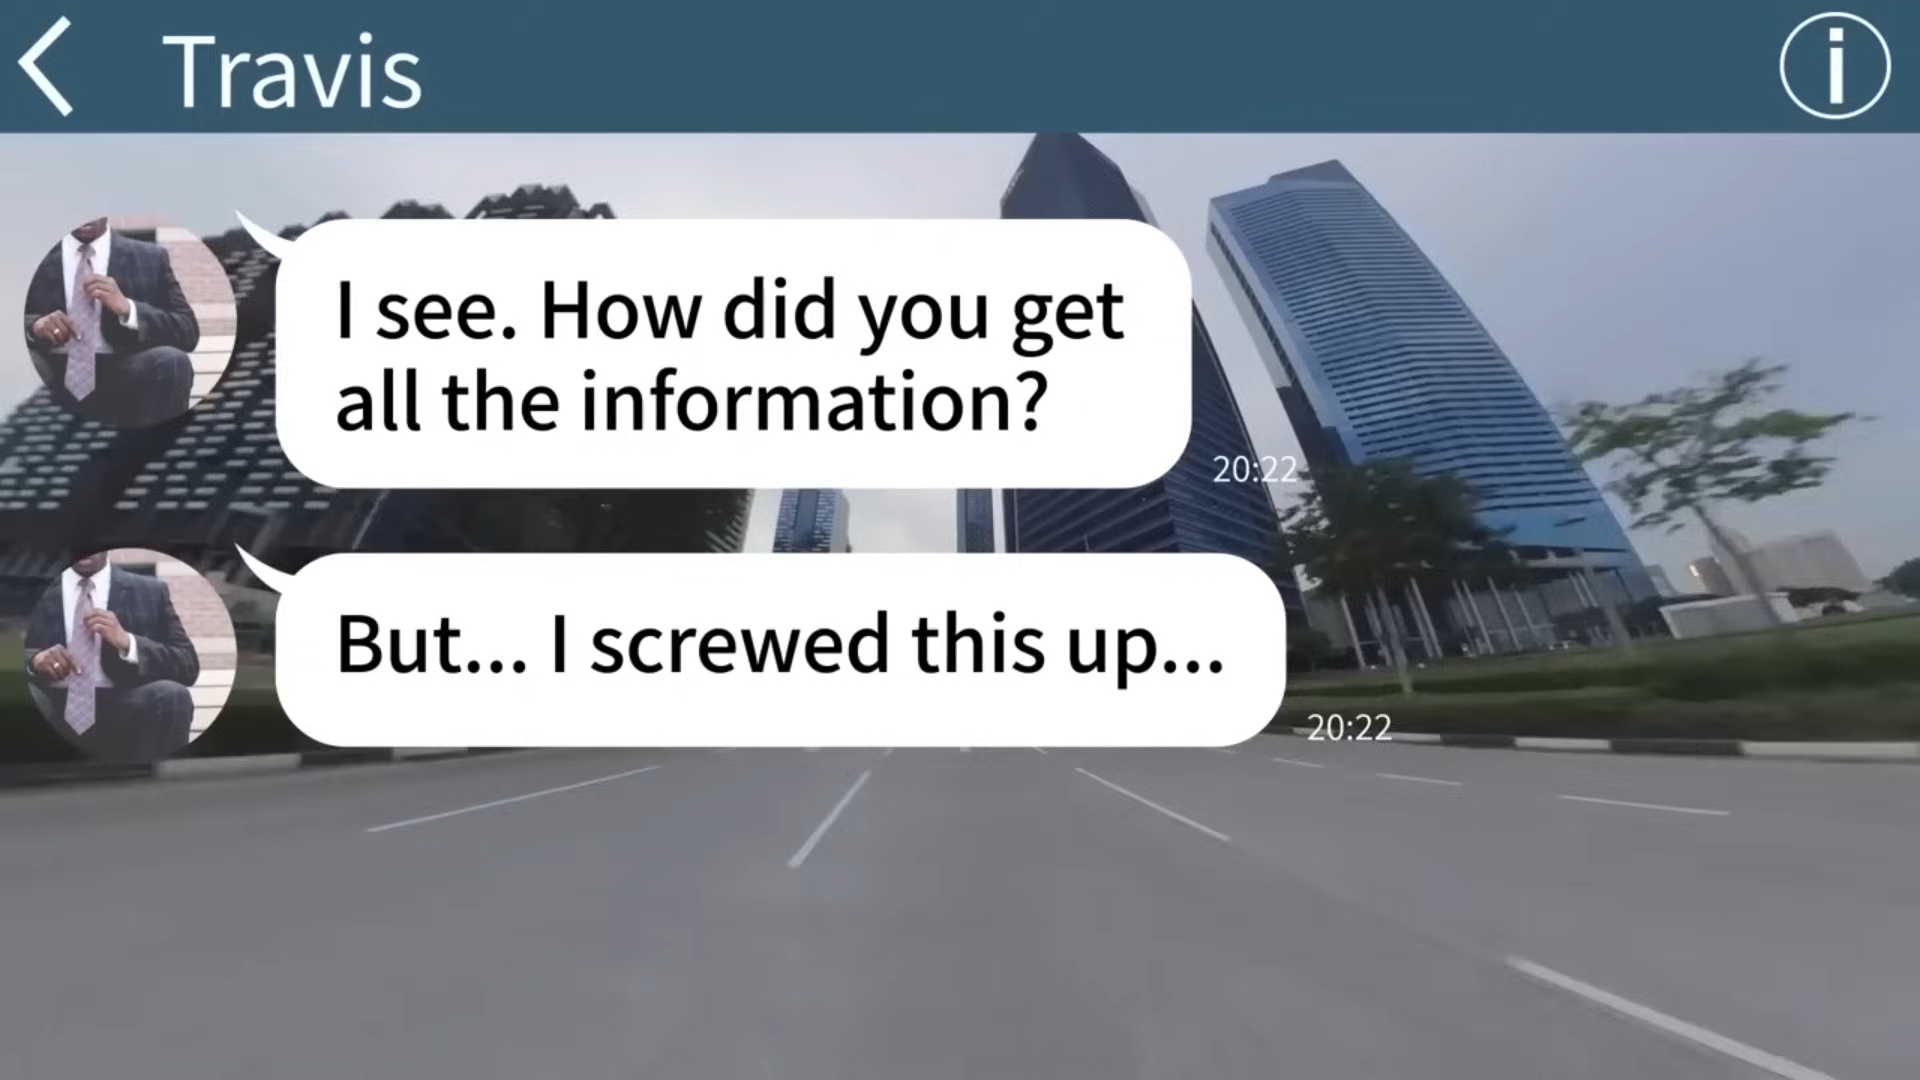 Travis
I see. How did you get
all the information?
20:22
But... I screwed this up...
20:22